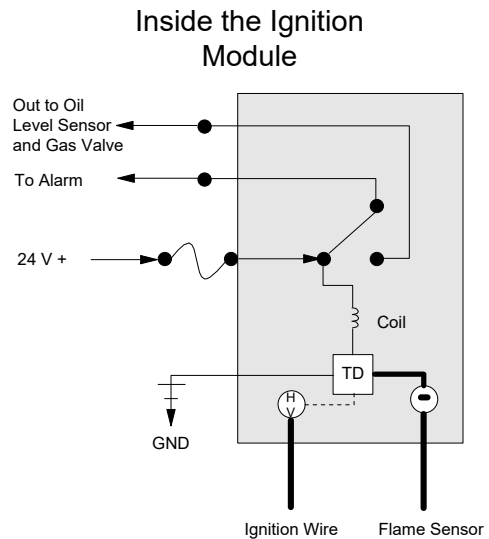 Inside the Ignition
Module
Out to Oil
Level Sensor
and Gas Valve
To Alarm
24 V +
Coil
TD
H
V
GND
Ignition Wire
Flame Sensor